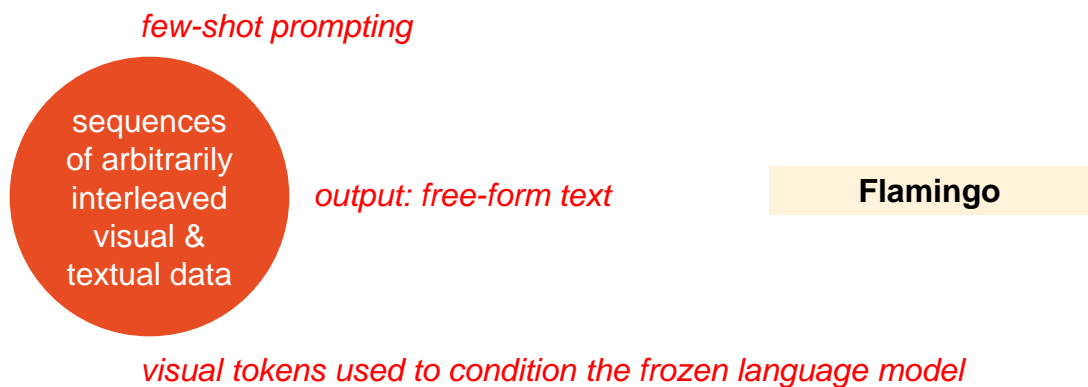 few-shot prompting
sequences
of arbitrarily
interleaved
visual &
textual data
output: free-form text
Flamingo
visual tokens used to condition the frozen language model